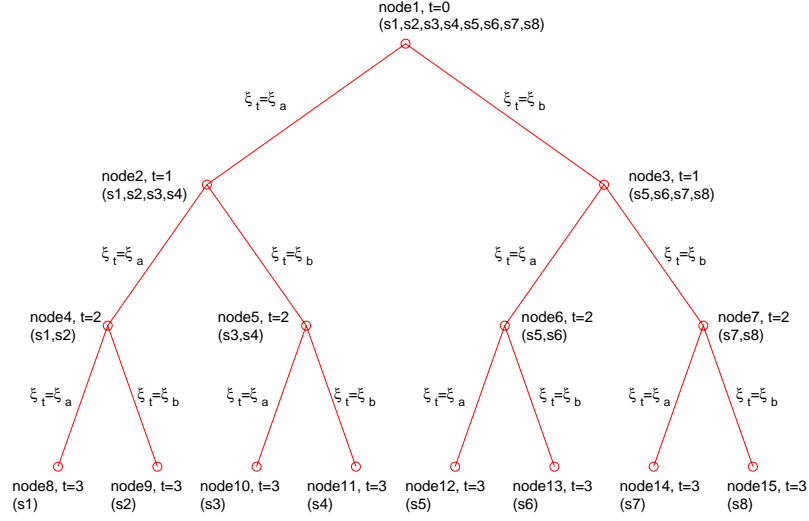 node1, t=0
(s1,s2,s3,s4,s5,s6,s7,s8)
ξ t=ξ a
ξ t=ξ b
node2, t=1
(s1,s2,s3,s4)
node3, t=1
(s5,s6,s7,s8)
ξ t=ξ a
ξ t=ξ b
ξ t=ξ a
ξ t=ξ b
node4, t=2
(s1,s2)
node5, t=2
(s3,s4)
node6, t=2
(s5,s6)
node7, t=2
(s7,s8)
ξ t=ξ a
ξ t=ξ b
ξ t=ξ a
ξ t=ξ b
ξ t=ξ a
ξ t=ξ b
ξ t=ξ a
ξ t=ξ b
node8, t=3
(s1)
node9, t=3
(s2)
node10, t=3
(s3)
node11, t=3
(s4)
node12, t=3
(s5)
node13, t=3
(s6)
node14, t=3
(s7)
node15, t=3
(s8)